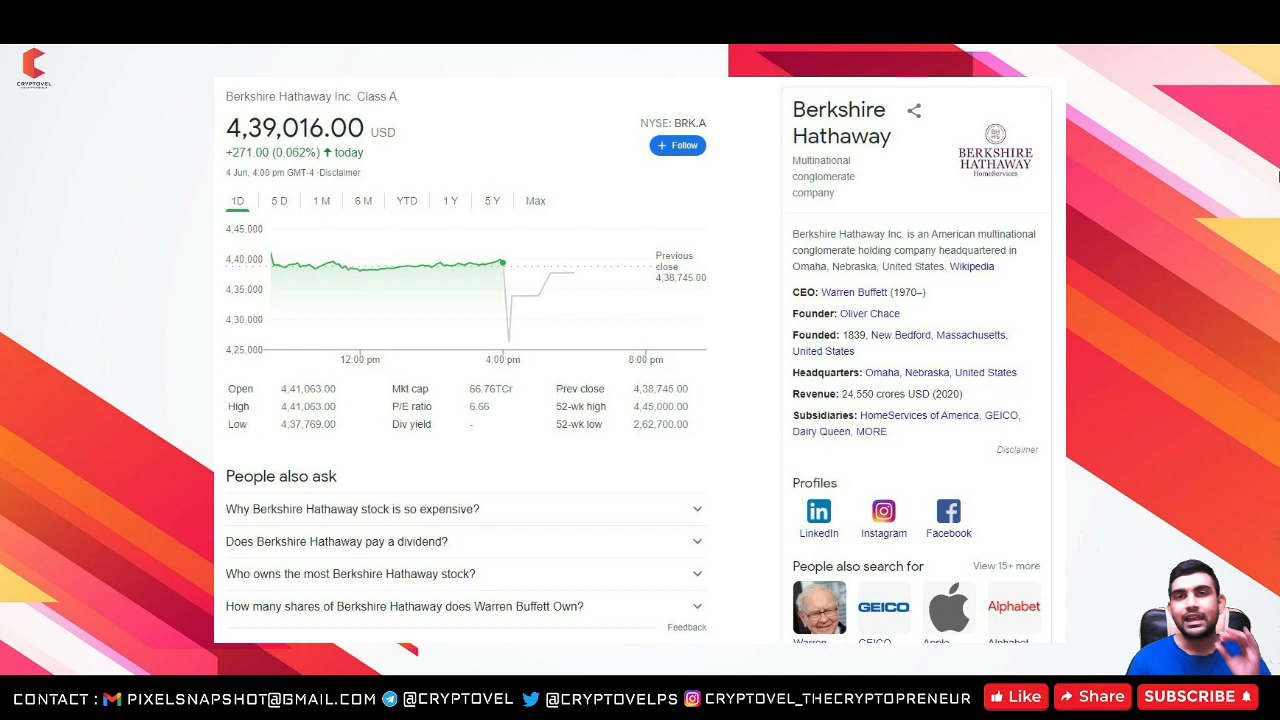 CRYPTOVEL
Berkshire Hathaway Inc. Class A
4,39,016.00 USD
+271.00 (0.062%) ↑ today
4 Jun, 4:00 pm GMT-4 · Disclaimer
NYSE: BRK.A
+ Follow
1D 5 D 1 M 6 M YTD 1 Y 5 Y Max
4,45,000
4,40,000
4,35,000
4,30,000
4,25,000
Previous
close
4,38,745.00
12:00 pm 4:00 pm 8:00 pm
Open 4,41,063.00 Mkt cap 66.76TCr Prev close 4,38,745.00
High 4,41,063.00 P/E ratio 6.66 52-wk high 4,45,000.00
Low 4,37,769.00 Div yield - 52-wk low 2,62,700.00
People also ask
Why Berkshire Hathaway stock is so expensive?
Does Berkshire Hathaway pay a dividend?
Who owns the most Berkshire Hathaway stock?
How many shares of Berkshire Hathaway does Warren Buffett Own?
Feedback
Berkshire
Hathaway
Multinational
conglomerate
company
BERKSHIRE
HATHAWAY
HomeServices
Berkshire Hathaway Inc. is an American multinational
conglomerate holding company headquartered in
Omaha, Nebraska, United States. Wikipedia
CEO: Warren Buffett (1970–)
Founder: Oliver Chace
Founded: 1839, New Bedford, Massachusetts,
United States
Headquarters: Omaha, Nebraska, United States
Revenue: 24,550 crores USD (2020)
Subsidiaries: HomeServices of America, GEICO,
Dairy Queen, MORE
Disclaimer
Profiles
LinkedIn Instagram Facebook
People also search for View 15+ more
GEICO Alphabet
Warren GEICO Apple Alphabet
CONTACT : PIXELSNAPSHOT@GMAIL.COM @CRYPTOVEL @CRYPTOVELPS CRYPTOVEL_THECRYPTOPRENEUR Like Share SUBSCRIBE